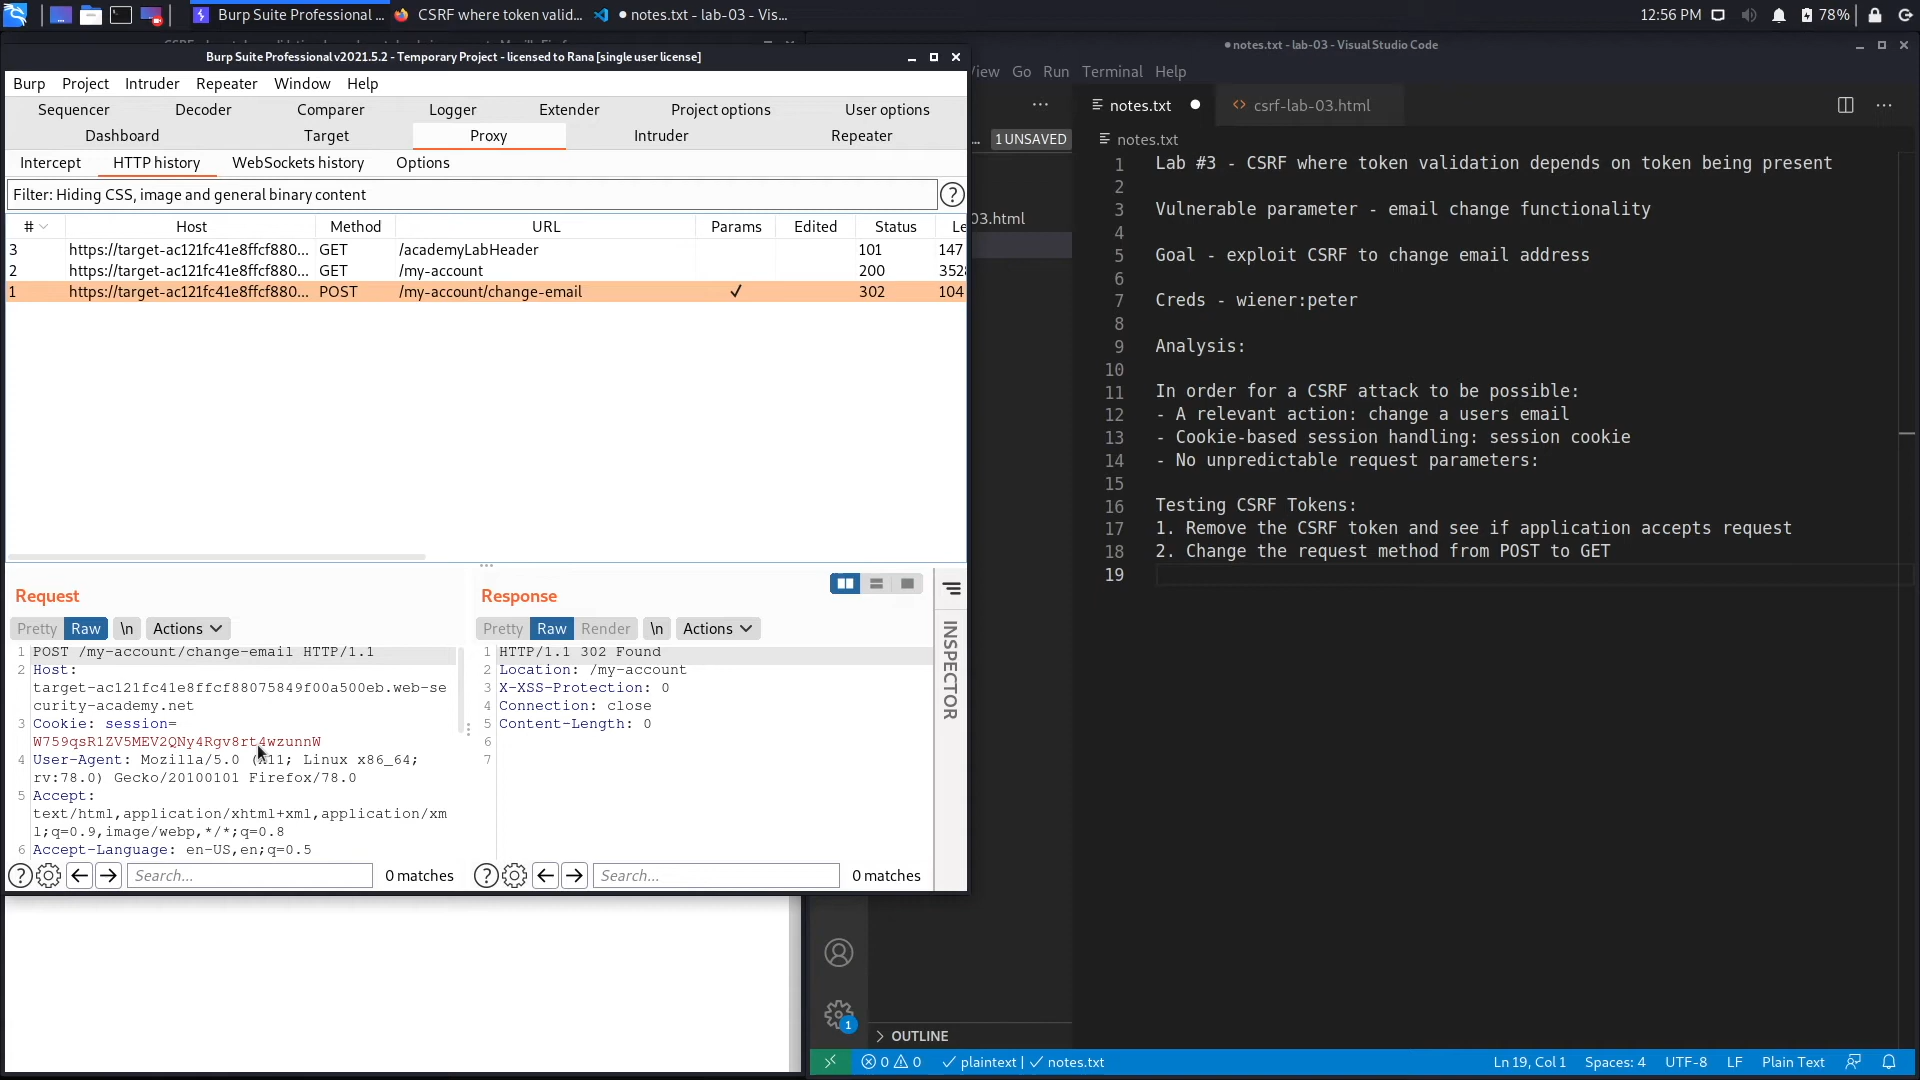 Burp Suite Professional ...
CSRF where token valid...
● notes.txt - lab-03 - Vis...
12:56 PM
78%
Burp Suite Professional v2021.5.2 - Temporary Project - licensed to Rana [single user license]
Burp Project Intruder Repeater Window Help
Sequencer Decoder Comparer Logger Extender Project options User options
Dashboard Target Proxy Intruder Repeater
Intercept HTTP history WebSockets history Options
Filter: Hiding CSS, image and general binary content
?
# Host Method URL Params Edited Status Le
3 https://target-ac121fc41e8ffcf880... GET /academyLabHeader 101 147
2 https://target-ac121fc41e8ffcf880... GET /my-account 200 352
1 https://target-ac121fc41e8ffcf880... POST /my-account/change-email ✓ 302 104
Request
Pretty Raw \n Actions
1 POST /my-account/change-email HTTP/1.1
2 Host:
target-ac121fc41e8ffcf88075849f00a500eb.web-se
curity-academy.net
3 Cookie: session=
W759qsR1ZV5MEV2QNy4Rgv8rt4wzunnW
4 User-Agent: Mozilla/5.0 (X11; Linux x86_64;
rv:78.0) Gecko/20100101 Firefox/78.0
5 Accept:
text/html,application/xhtml+xml,application/xm
l;q=0.9,image/webp,*/*;q=0.8
6 Accept-Language: en-US,en;q=0.5
? Search... 0 matches
Response
Pretty Raw Render \n Actions
1 HTTP/1.1 302 Found
2 Location: /my-account
3 X-XSS-Protection: 0
4 Connection: close
5 Content-Length: 0
6
7
? Search... 0 matches
INSPECTOR
● notes.txt - lab-03 - Visual Studio Code
View Go Run Terminal Help
... notes.txt ● <> csrf-lab-03.html ...
... 1 UNSAVED
notes.txt
03.html
1 Lab #3 - CSRF where token validation depends on token being present
2
3 Vulnerable parameter - email change functionality
4
5 Goal - exploit CSRF to change email address
6
7 Creds - wiener:peter
8
9 Analysis:
10
11 In order for a CSRF attack to be possible:
12 - A relevant action: change a users email
13 - Cookie-based session handling: session cookie
14 - No unpredictable request parameters:
15
16 Testing CSRF Tokens:
17 1. Remove the CSRF token and see if application accepts request
18 2. Change the request method from POST to GET
19
1
> OUTLINE
0 0 ✓ plaintext | ✓ notes.txt Ln 19, Col 1 Spaces: 4 UTF-8 LF Plain Text